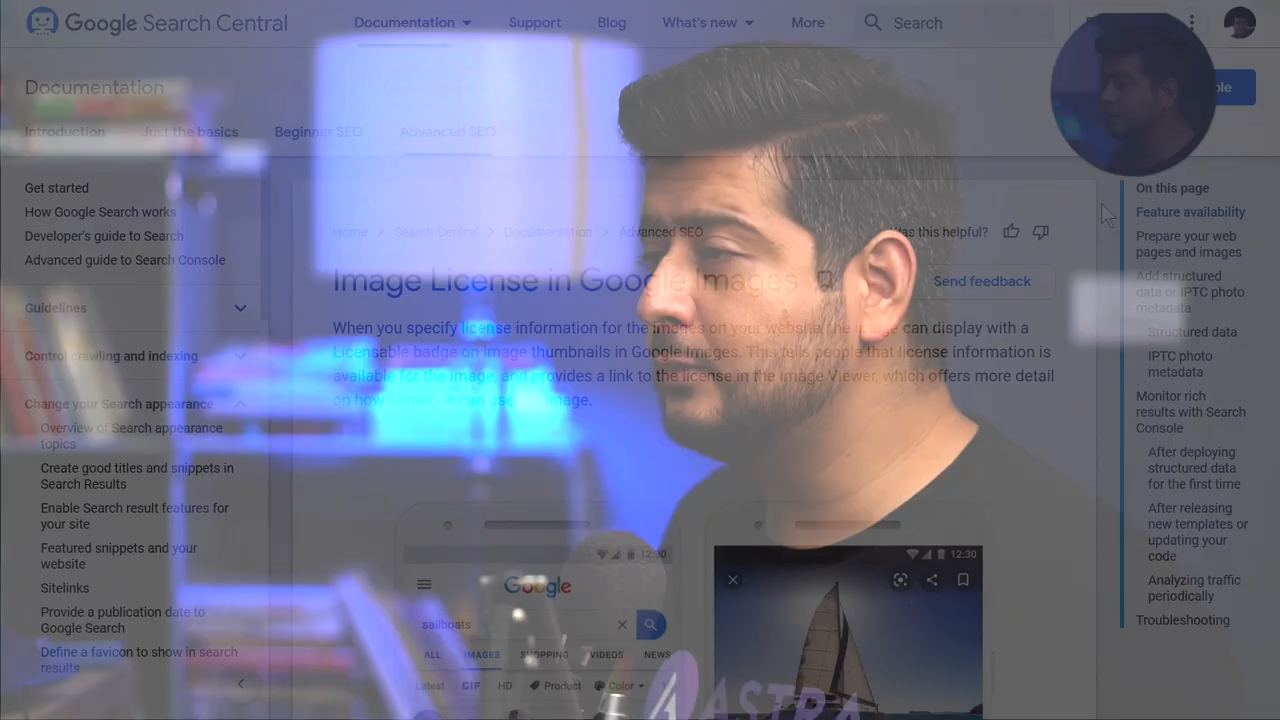 Google Search Central
Documentation
Support
Blog
What's new
More
Search
Documentation
Introduction
Just the basics
Beginner SEO
Advanced SEO
Get started
How Google Search works
Developer's guide to Search
Advanced guide to Search Console
Guidelines
Control crawling and indexing
Change your Search appearance
Overview of Search appearance
topics
Create good titles and snippets in
Search Results
Enable Search result features for
your site
Featured snippets and your
website
Sitelinks
Provide a publication date to
Google Search
Define a favicon to show in search
results
Home > Search Central > Documentation > Advanced SEO
Was this helpful?
Image License in Google Images
Send feedback
When you specify license information for the images on your website, the image can display with a
Licensable badge on image thumbnails in Google Images. This tells people that license information is
available for the image, and provides a link to the license in the Image Viewer, which offers more detail
on how someone can use the image.
12:30
Google
sailboats
ALL IMAGES SHOPPING VIDEOS NEWS
Latest GIF HD Product Color
12:30
ASTRA
On this page
Feature availability
Prepare your web
pages and images
Add structured
data or IPTC photo
metadata
Structured data
IPTC photo
metadata
Monitor rich
results with Search
Console
After deploying
structured data
for the first time
After releasing
new templates or
updating your
code
Analyzing traffic
periodically
Troubleshooting